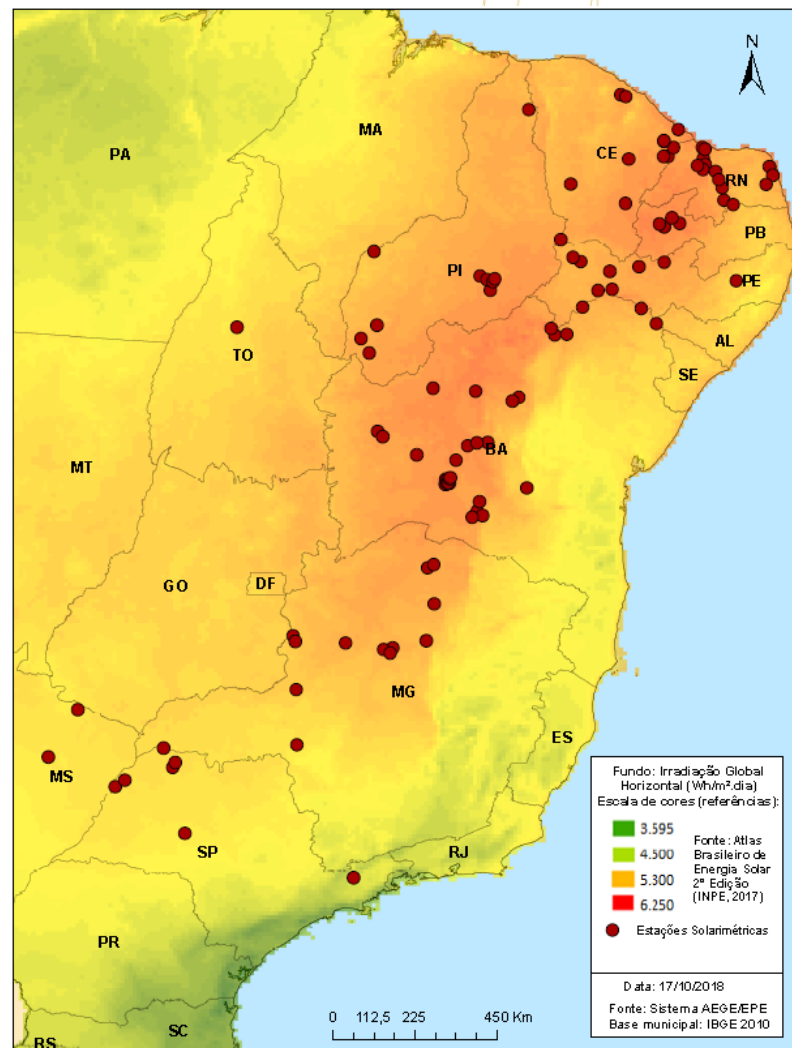 N
MA
PA
CE
RN
PB
PI
PE
TO
AL
SE
MT
BA
GO
DF
MG
ES
MS
SP
RJ
PR
SC
RS
Fundo: Irradiação Global
Horizontal (Wh/m².dia)
Escala de cores (referências):
3.595
4.500
5.300
6.250
Fonte: Atlas
Brasileiro de
Energia Solar
2ª Edição
(INPE, 2017)
Estações Solarimétricas
Data: 17/10/2018
Fonte: Sistema AEGE/EPE
Base municipal: IBGE 2010
0 112,5 225 450 Km